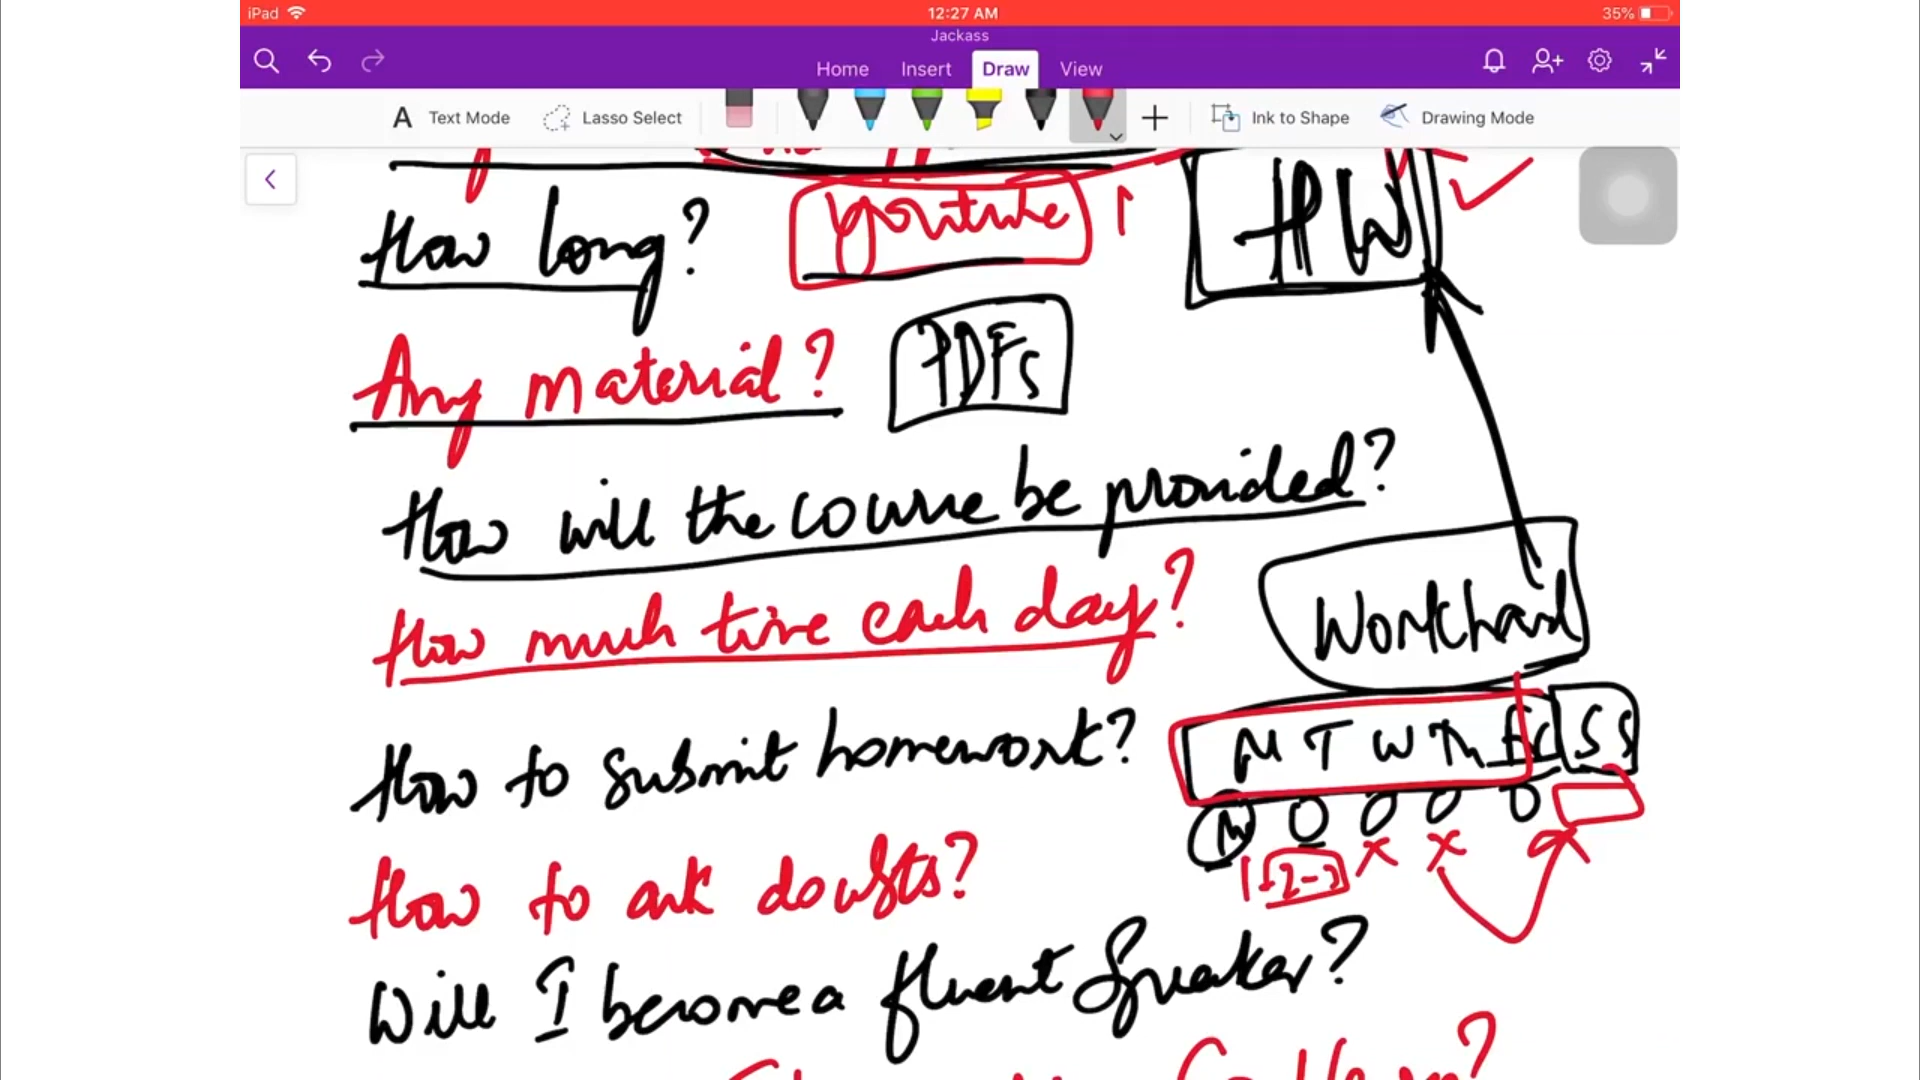 iPad 12:27 AM 35%
Jackass
Home Insert Draw View
A Text Mode Lasso Select Ink to Shape Drawing Mode
How long? youtube HW
Any material? PDFs
How will the course be provided?
How much time each day?
Workhard
How to submit homework? M T W Th F S S
M
2-3
How to ask doubts?
Will I become a fluent Speaker?